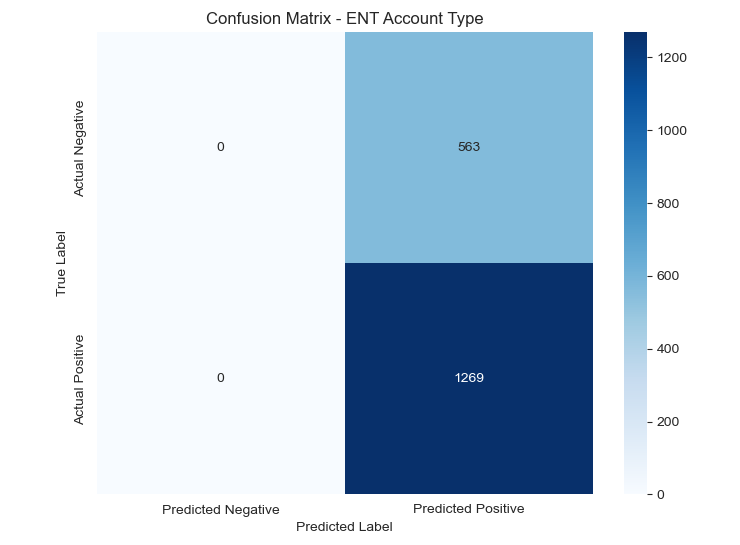 Confusion Matrix - ENT Account Type
True Label
Actual Negative
Actual Positive
0
563
0
1269
Predicted Negative
Predicted Positive
Predicted Label
1200
1000
800
600
400
200
0